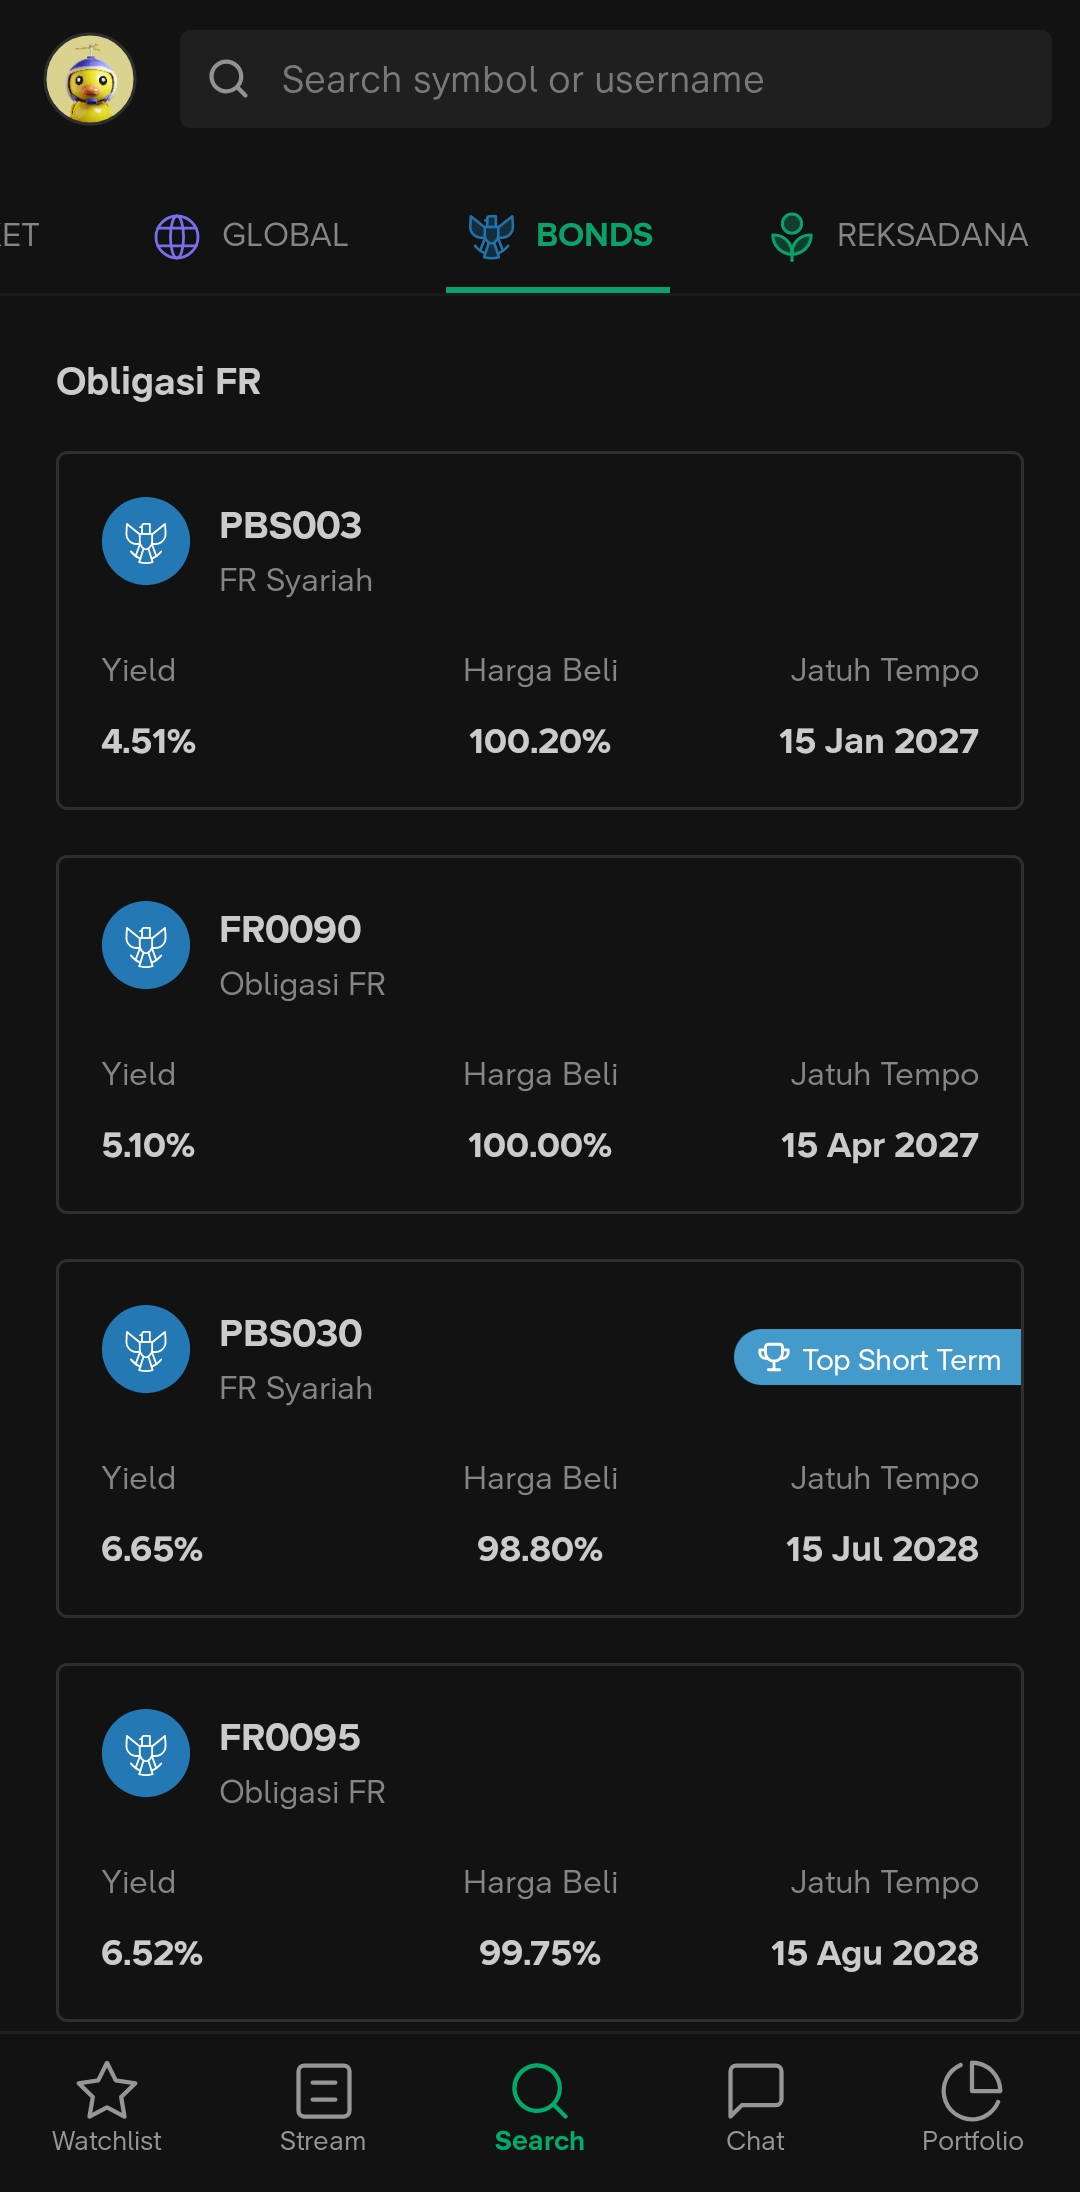 Search symbol or username
ET GLOBAL BONDS REKSADANA
Obligasi FR
PBS003
FR Syariah
Yield Harga Beli Jatuh Tempo
4.51% 100.20% 15 Jan 2027
FR0090
Obligasi FR
Yield Harga Beli Jatuh Tempo
5.10% 100.00% 15 Apr 2027
PBS030
Top Short Term
FR Syariah
Yield Harga Beli Jatuh Tempo
6.65% 98.80% 15 Jul 2028
FR0095
Obligasi FR
Yield Harga Beli Jatuh Tempo
6.52% 99.75% 15 Agu 2028
Watchlist Stream Search Chat Portfolio